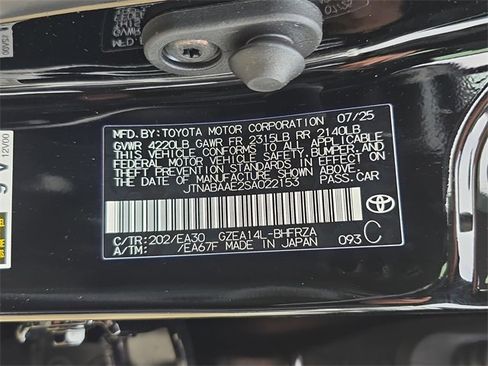 MFD.BY: TOYOTA MOTOR CORPORATION 07/25
GVWR 4220LB GAWR FR 2315LB RR 2140LB
THIS VEHICLE CONFORMS TO ALL APPLICABLE
FEDERAL MOTOR VEHICLE SAFETY, BUMPER, AND
THEFT PREVENTION STANDARDS IN EFFECT ON THE
DATE OF MANUFACTURE SHOWN ABOVE.
JTNABAAE2SA022153 PASS.CAR
C/TR: 202/EA30 GZEA14L-BHFRZA
A/TM: /EA67F MADE IN JAPAN 093 C
TOYOTA
12V00